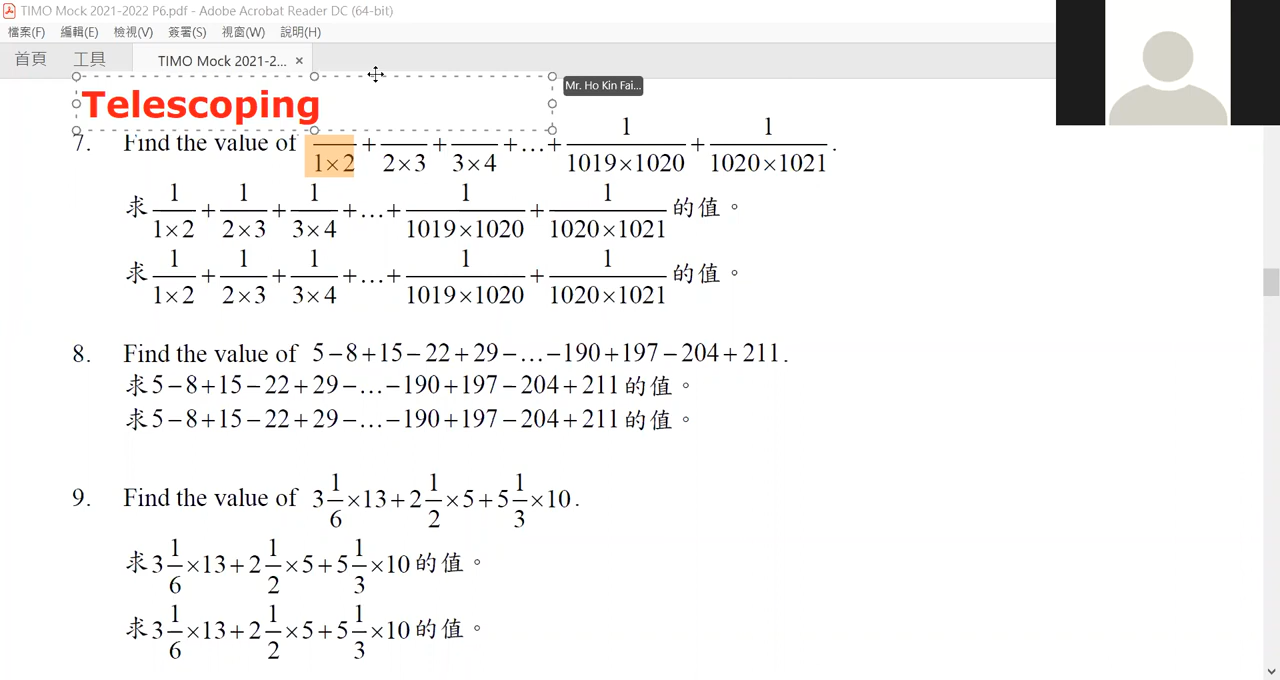 TIMO Mock 2021-2022 P6.pdf - Adobe Acrobat Reader DC (64-bit)
檔案(F) 編輯(E) 檢視(V) 簽署(S) 視窗(W) 說明(H)
首頁 工具 TIMO Mock 2021-2... ×
Mr. Ho Kin Fai...
Telescoping
7. Find the value of 1×2 + 2×3 + 3×4 +…+ 1/(1019×1020) + 1/(1020×1021) .
求 1/(1×2) + 1/(2×3) + 1/(3×4) +…+ 1/(1019×1020) + 1/(1020×1021) 的值。
求 1/(1×2) + 1/(2×3) + 1/(3×4) +…+ 1/(1019×1020) + 1/(1020×1021) 的值。
8. Find the value of 5−8+15−22+29−…−190+197−204+211.
求5−8+15−22+29−…−190+197−204+211的值。
求5−8+15−22+29−…−190+197−204+211的值。
9. Find the value of 3 1/6 ×13+2 1/2 ×5+5 1/3 ×10.
求3 1/6 ×13+2 1/2 ×5+5 1/3 ×10的值。
求3 1/6 ×13+2 1/2 ×5+5 1/3 ×10的值。